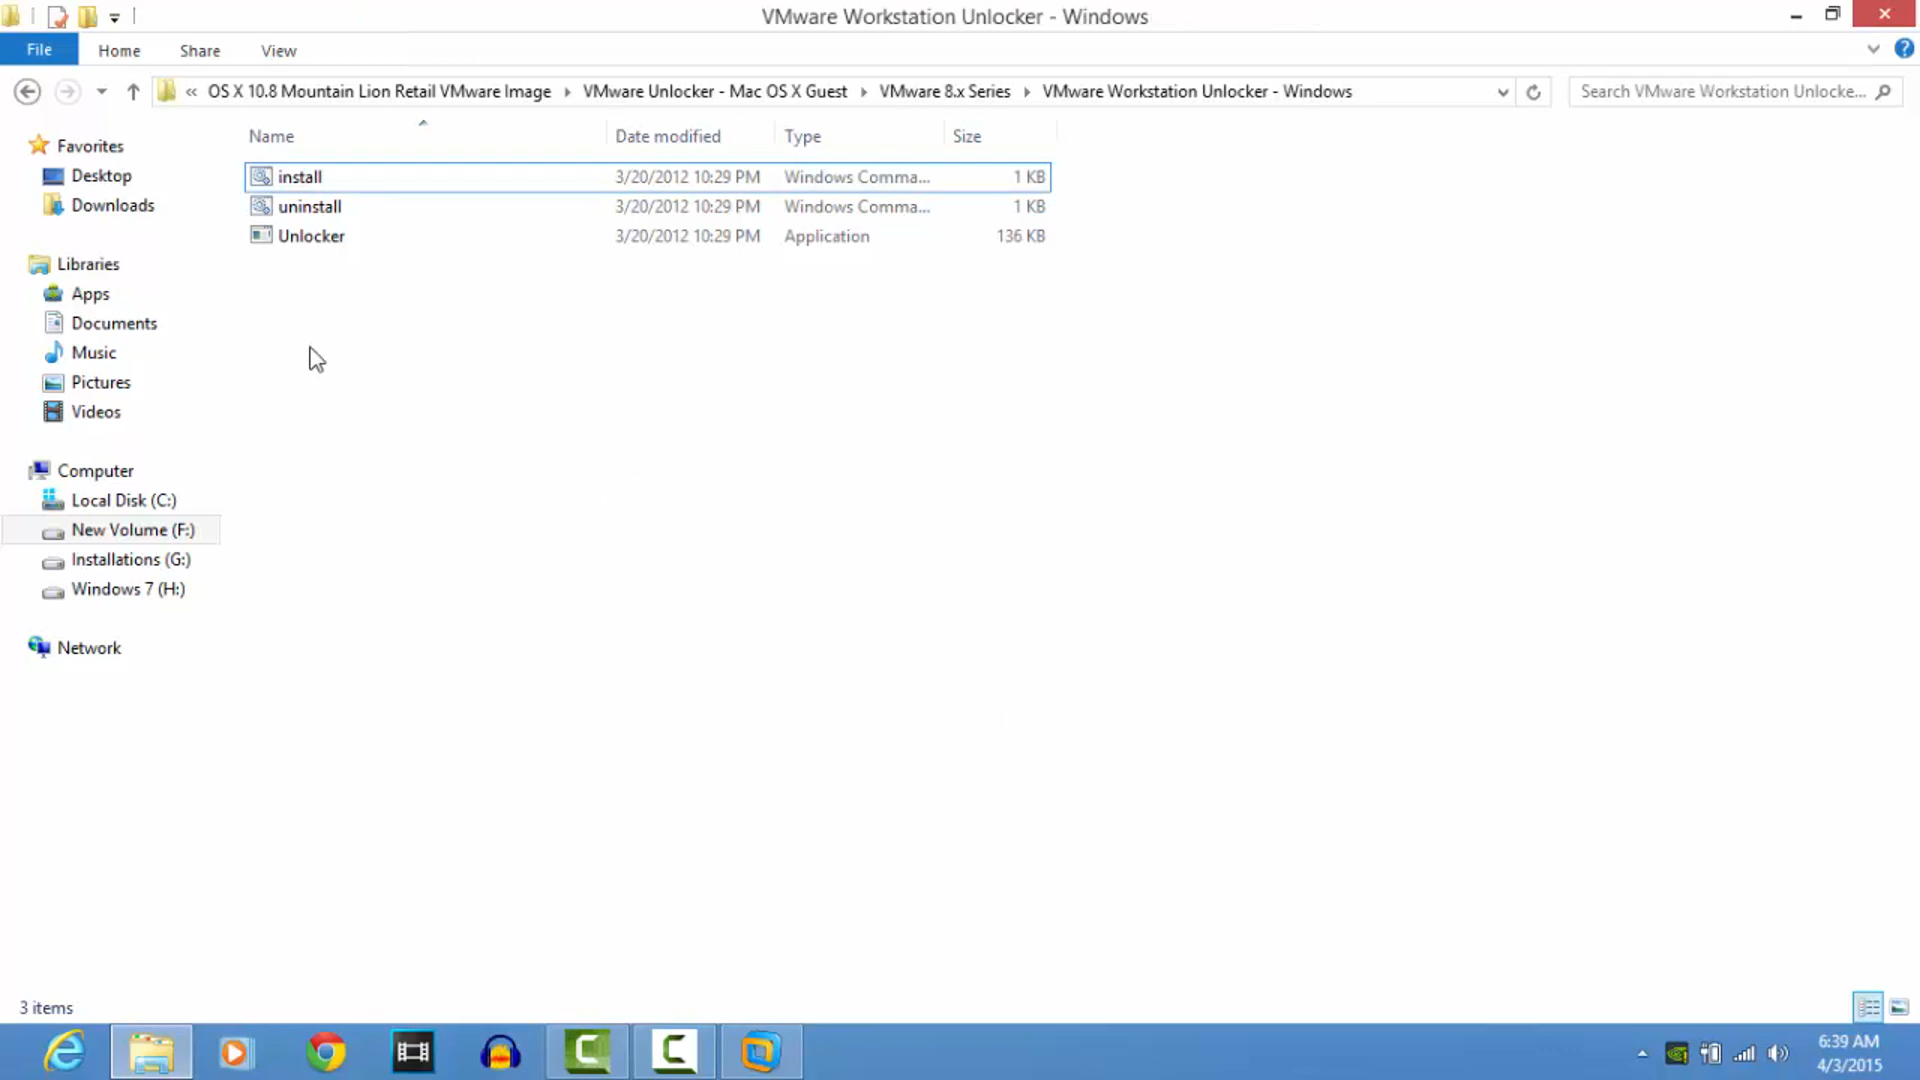 VMware Workstation Unlocker - Windows
File Home Share View
« OS X 10.8 Mountain Lion Retail VMware Image VMware Unlocker - Mac OS X Guest VMware 8.x Series VMware Workstation Unlocker - Windows Search VMware Workstation Unlocke...
Name Date modified Type Size
install 3/20/2012 10:29 PM Windows Comma... 1 KB
uninstall 3/20/2012 10:29 PM Windows Comma... 1 KB
Unlocker 3/20/2012 10:29 PM Application 136 KB
Favorites
Desktop
Downloads
Libraries
Apps
Documents
Music
Pictures
Videos
Computer
Local Disk (C:)
New Volume (F:)
Installations (G:)
Windows 7 (H:)
Network
3 items
6:39 AM
4/3/2015